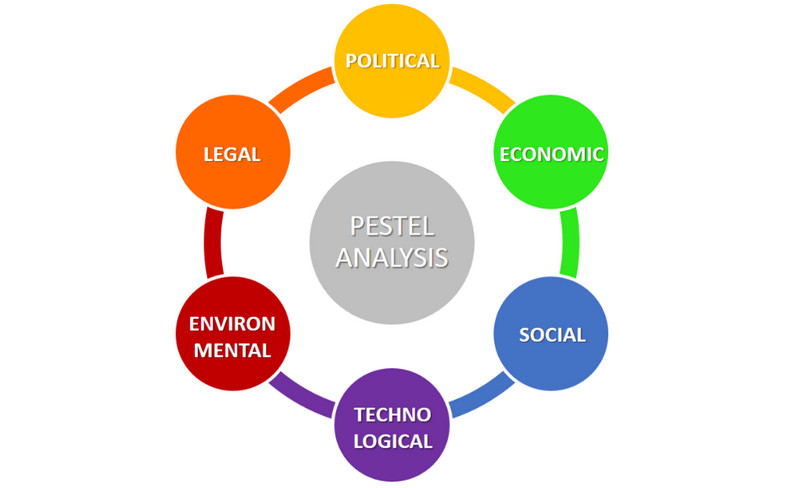 POLITICAL
ECONOMIC
SOCIAL
TECHNO
LOGICAL
ENVIRON
MENTAL
LEGAL
PESTEL
ANALYSIS